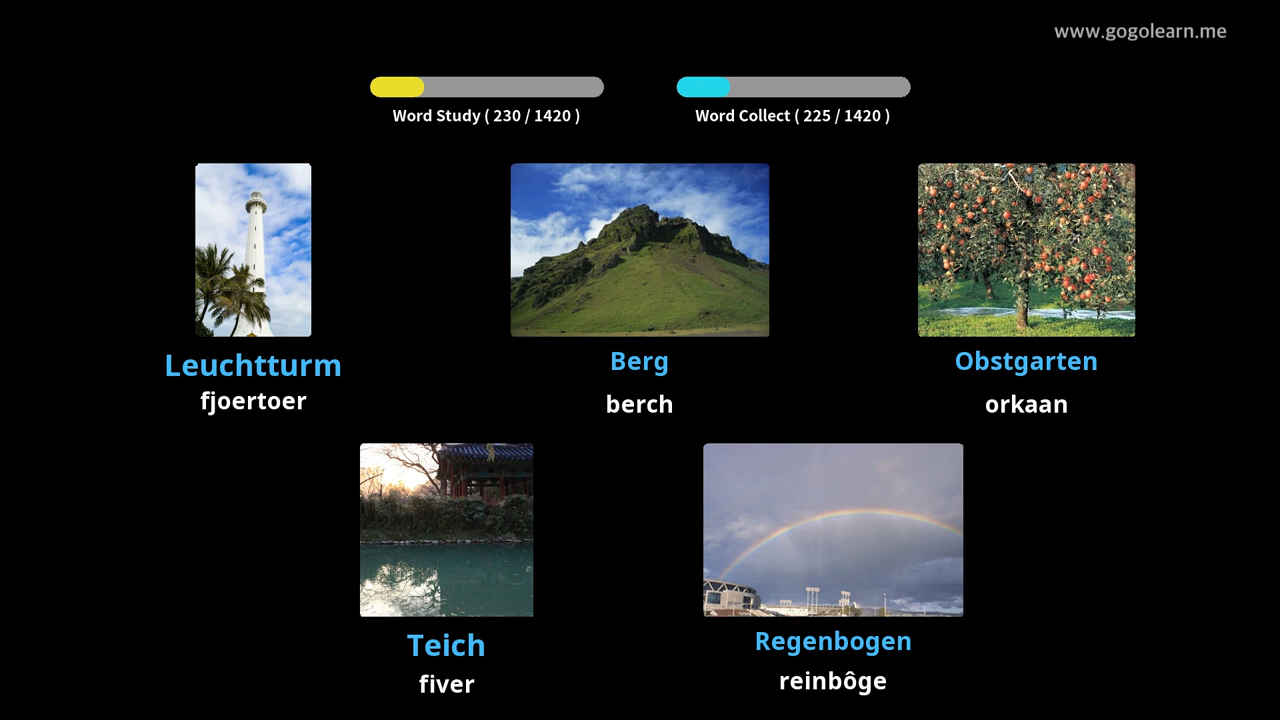 www.gogolearn.me
Word Study ( 230 / 1420 )
Word Collect ( 225 / 1420 )
Leuchtturm
fjoertoer
Berg
berch
Obstgarten
orkaan
Teich
fiver
Regenbogen
reinbôge